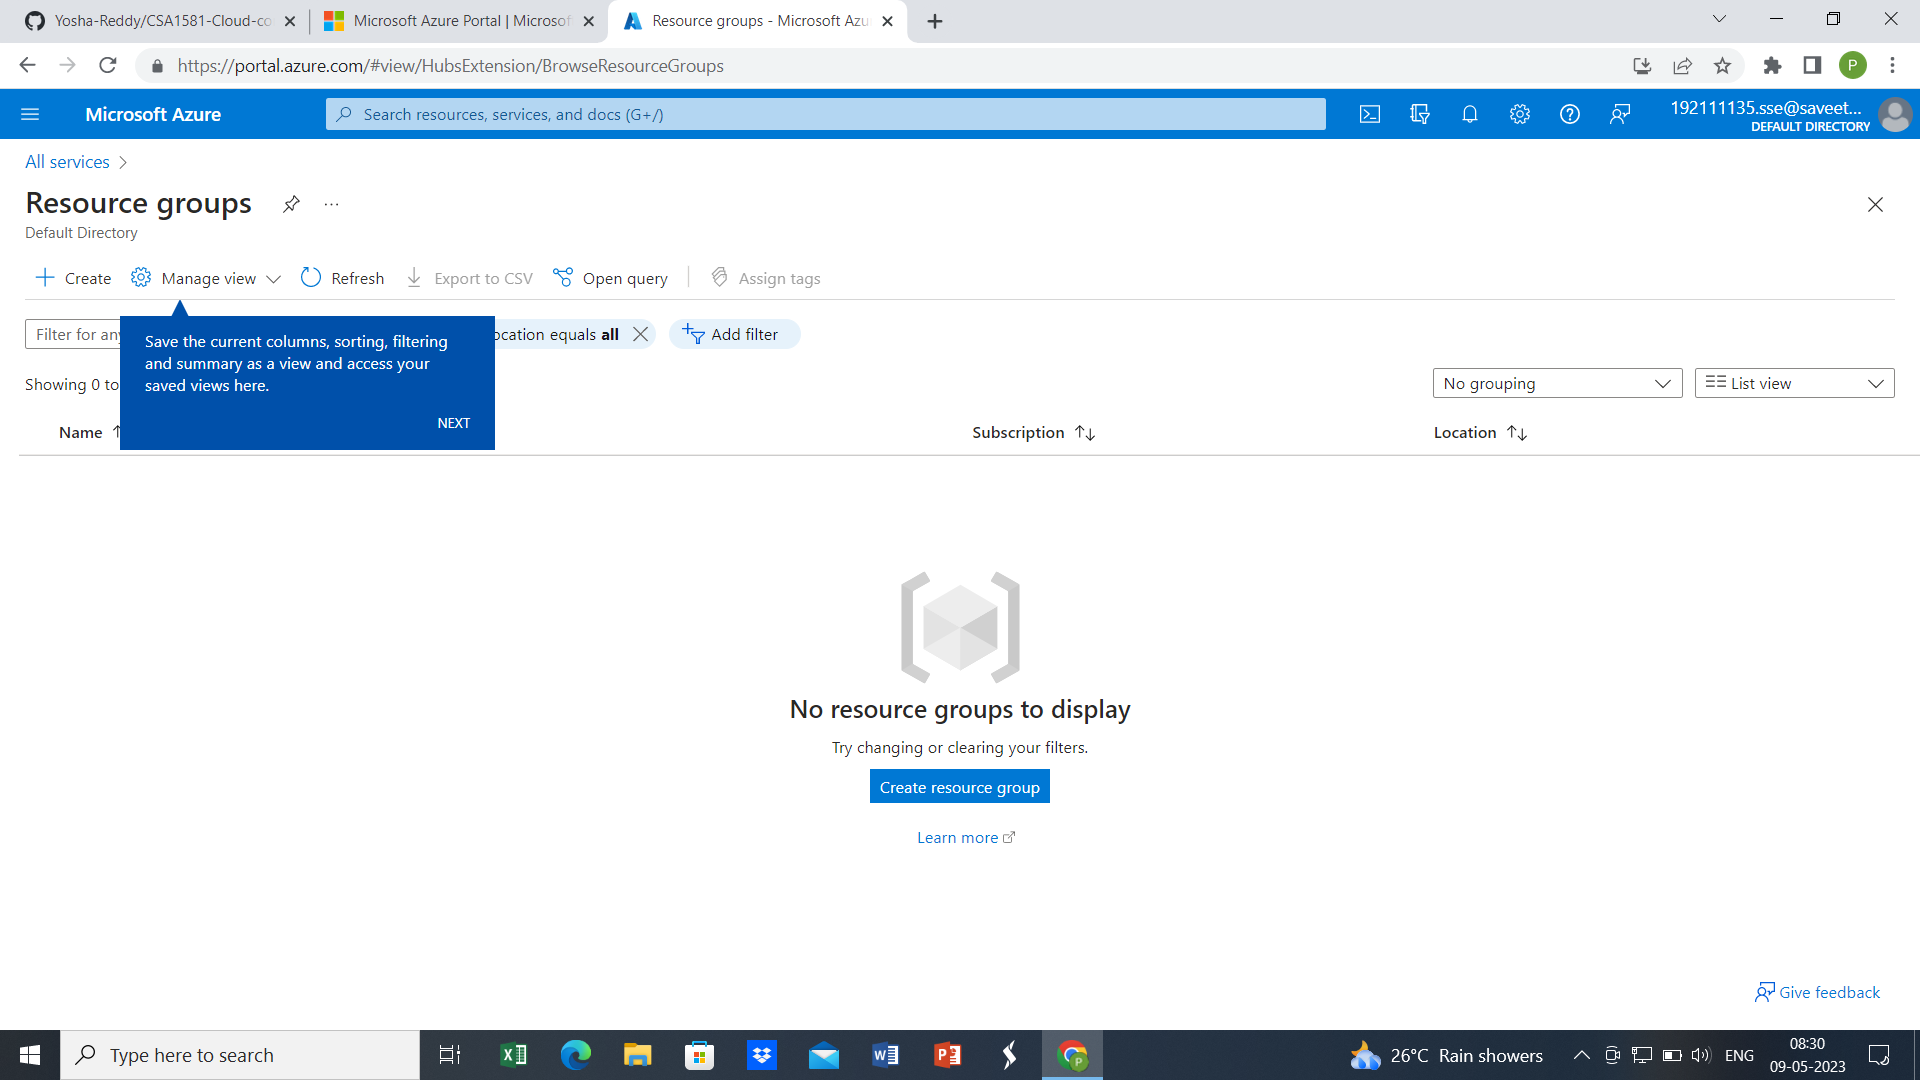 Yosha-Reddy/CSA1581-Cloud-co
Microsoft Azure Portal | Microsof
Resource groups - Microsoft Azu
https://portal.azure.com/#view/HubsExtension/BrowseResourceGroups
P
Microsoft Azure
Search resources, services, and docs (G+/)
192111135.sse@saveet...
DEFAULT DIRECTORY
All services
Resource groups
...
Default Directory
Create
Manage view
Refresh
Export to CSV
Open query
Assign tags
Filter for any
Save the current columns, sorting, filtering
and summary as a view and access your
saved views here.
NEXT
ocation equals all
Add filter
Showing 0 to
No grouping
List view
Name
Subscription
Location
No resource groups to display
Try changing or clearing your filters.
Create resource group
Learn more
Give feedback
Type here to search
26°C Rain showers
ENG
08:30
09-05-2023